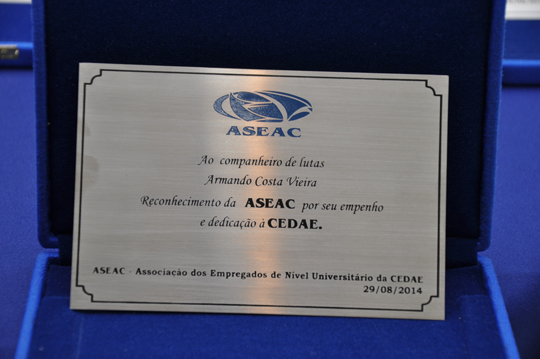 ASEAC
Ao companheiro de lutas
Armando Costa Vieira
Reconhecimento da ASEAC por seu empenho
e dedicação à CEDAE.
ASEAC - Associação dos Empregados de Nível Universitário da CEDAE
29/08/2014